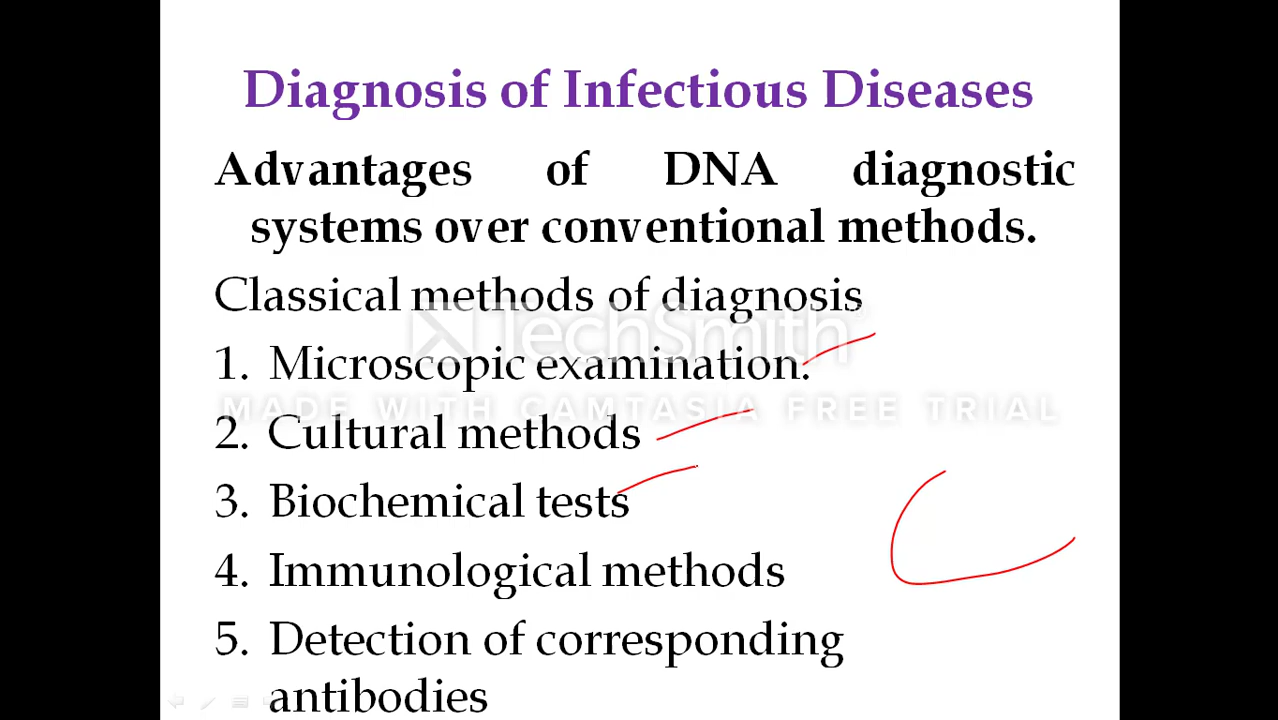 Diagnosis of Infectious Diseases
Advantages of DNA diagnostic
systems over conventional methods.
Classical methods of diagnosis
TechSmith
1. Microscopic examination.
MADE WITH CAMTASIA FREE TRIAL
2. Cultural methods
3. Biochemical tests
4. Immunological methods
5. Detection of corresponding
antibodies